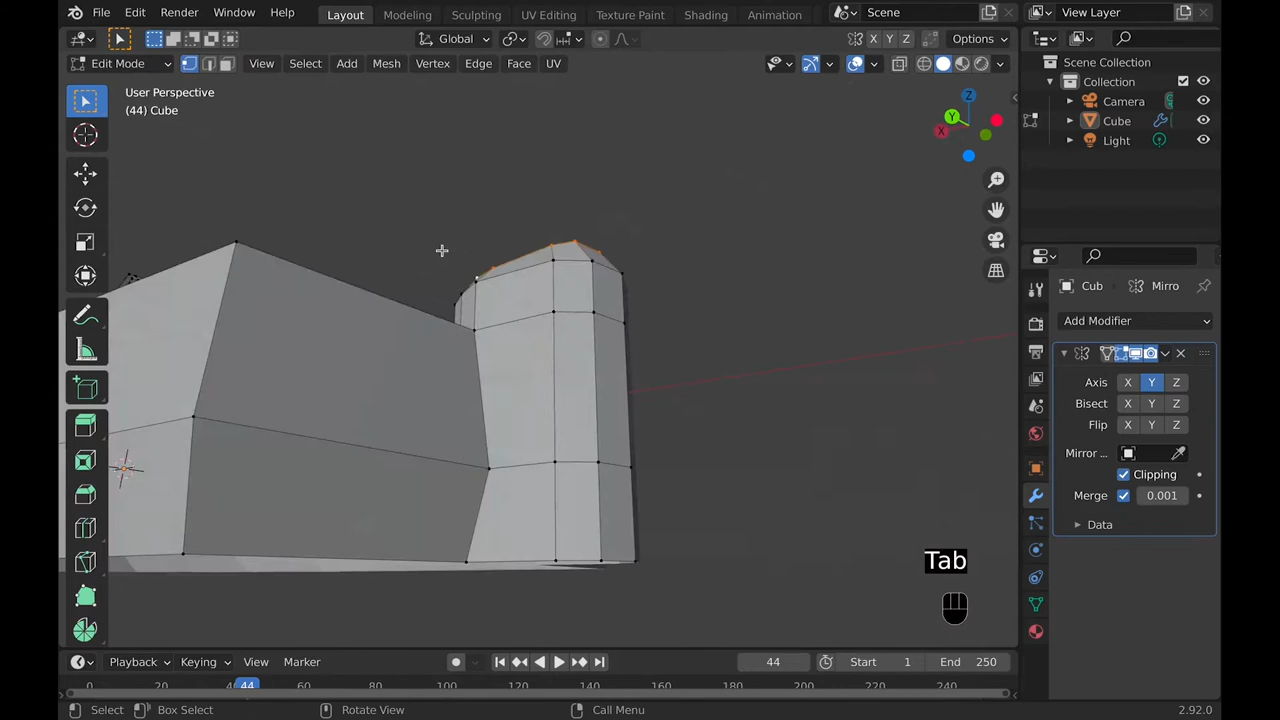 File Edit Render Window Help Layout Modeling Sculpting UV Editing Texture Paint Shading Animation Scene View Layer
Global X Y Z Options
Edit Mode View Select Add Mesh Vertex Edge Face UV
Scene Collection
Collection
Camera
Cube
Light
User Perspective
(44) Cube
Z
Y
X
Cub Mirro
Add Modifier
Axis X Y Z
Bisect X Y Z
Flip X Y Z
Mirror ...
Clipping
Merge 0.001
Data
Tab
Playback Keying View Marker 44 Start 1 End 250
0 20 44 60 80 100 120 140 160 180 200 220 240
Select Box Select Rotate View Call Menu 2.92.0